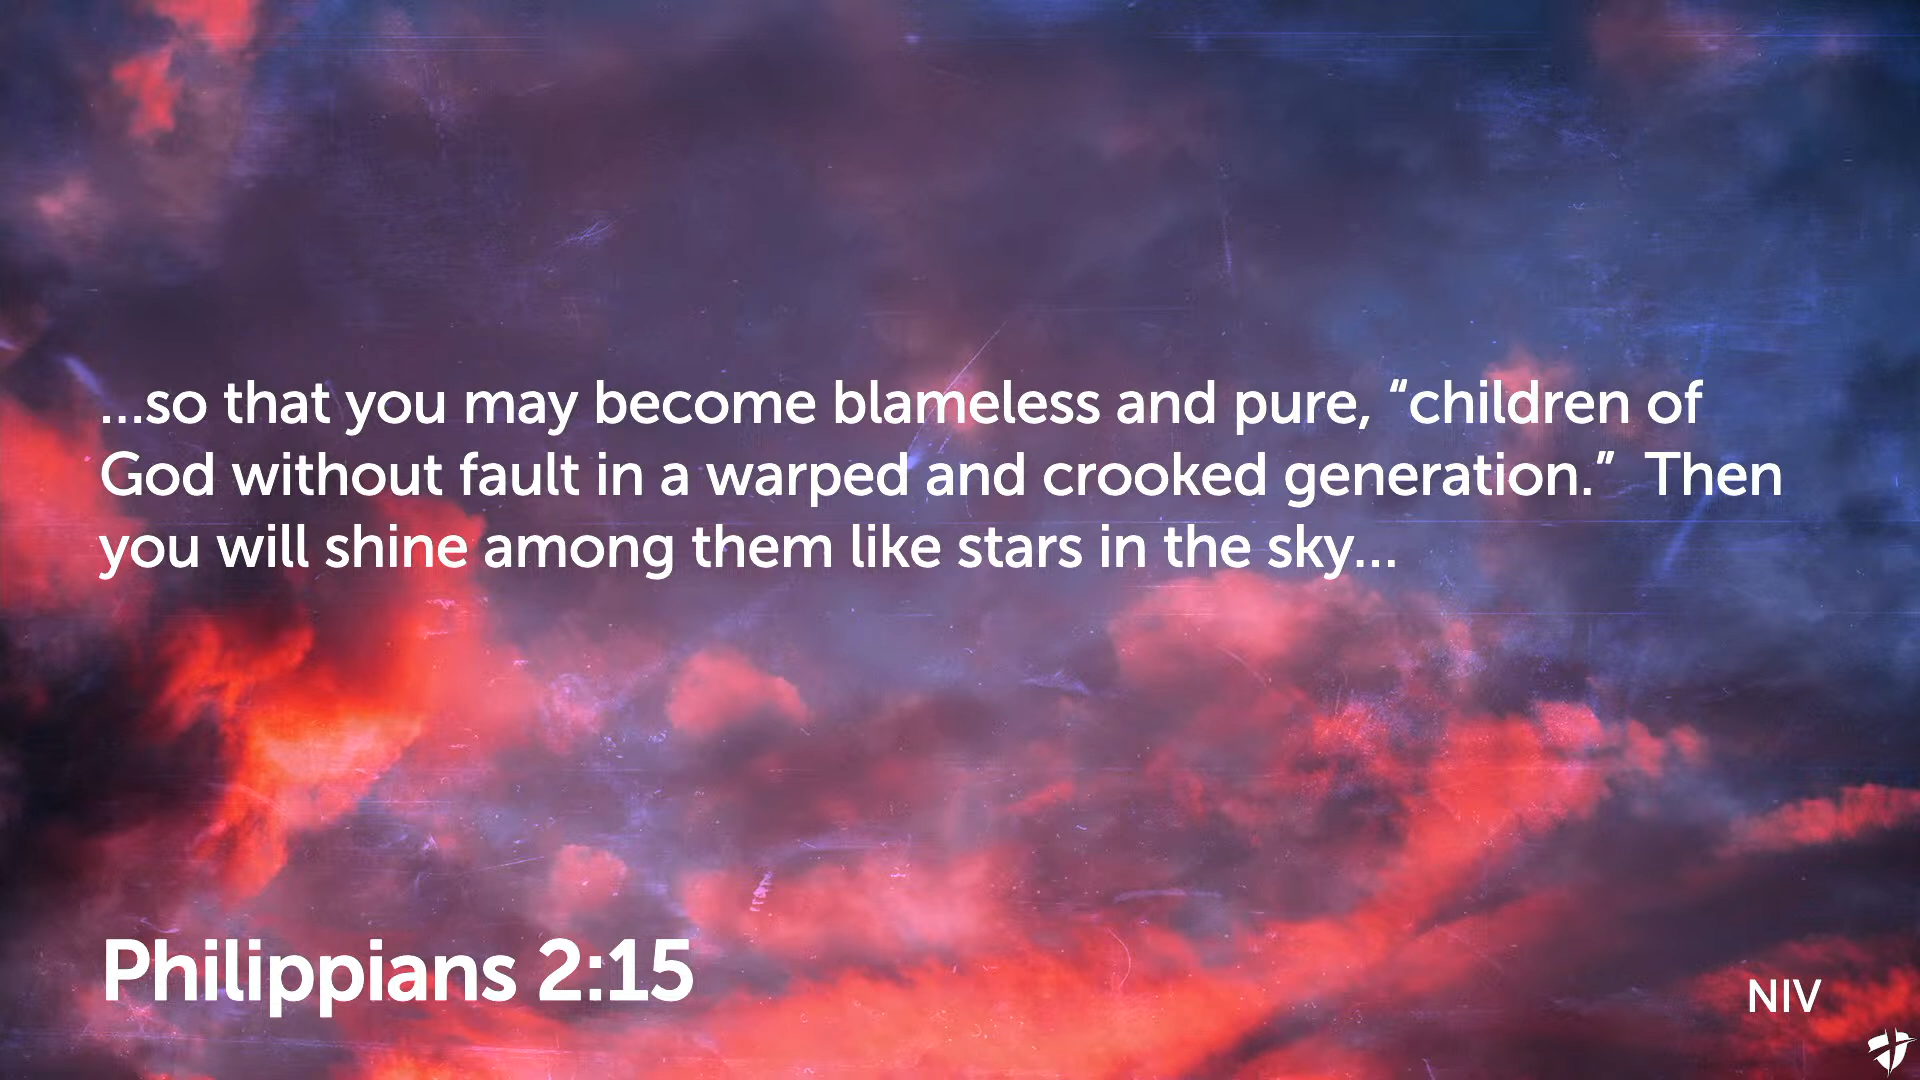 ...so that you may become blameless and pure, “children of
God without fault in a warped and crooked generation.”  Then
you will shine among them like stars in the sky...
Philippians 2:15
NIV